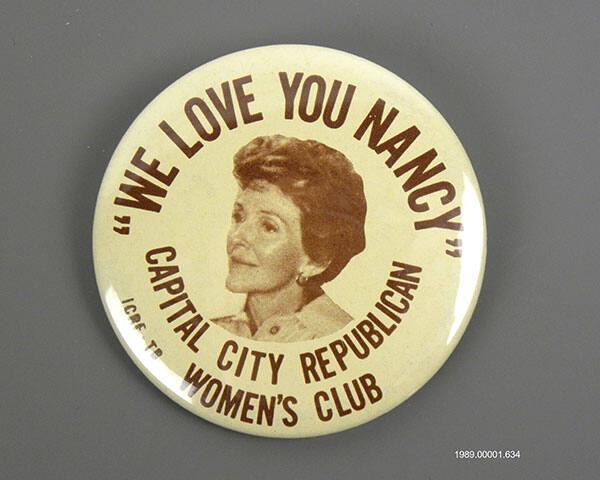 "WE LOVE YOU NANCY"
CAPITAL CITY REPUBLICAN
WOMEN'S CLUB
1989.00001.634